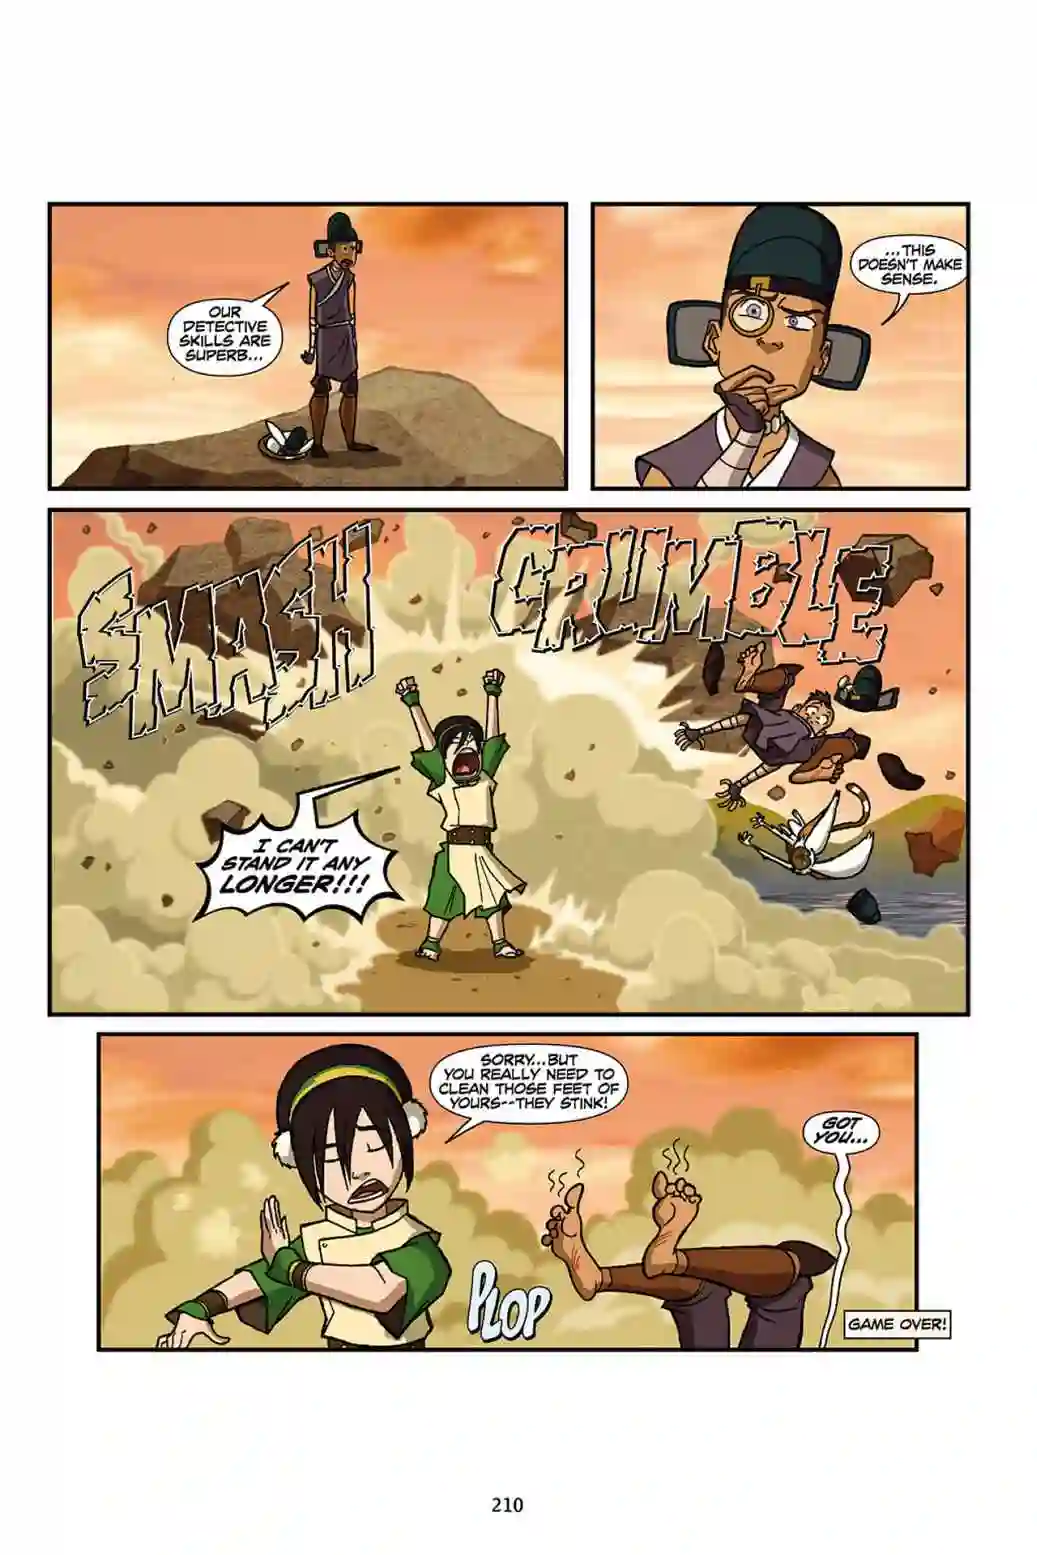 OUR
DETECTIVE
SKILLS ARE
SUPERB...
...THIS
DOESN'T MAKE
SENSE.
SMASH
CRUMBLE
I CAN'T
STAND IT ANY
LONGER!!!
SORRY...BUT
YOU REALLY NEED TO
CLEAN THOSE FEET OF
YOURS--THEY STINK!
GOT
YOU...
PLOP
GAME OVER!
210